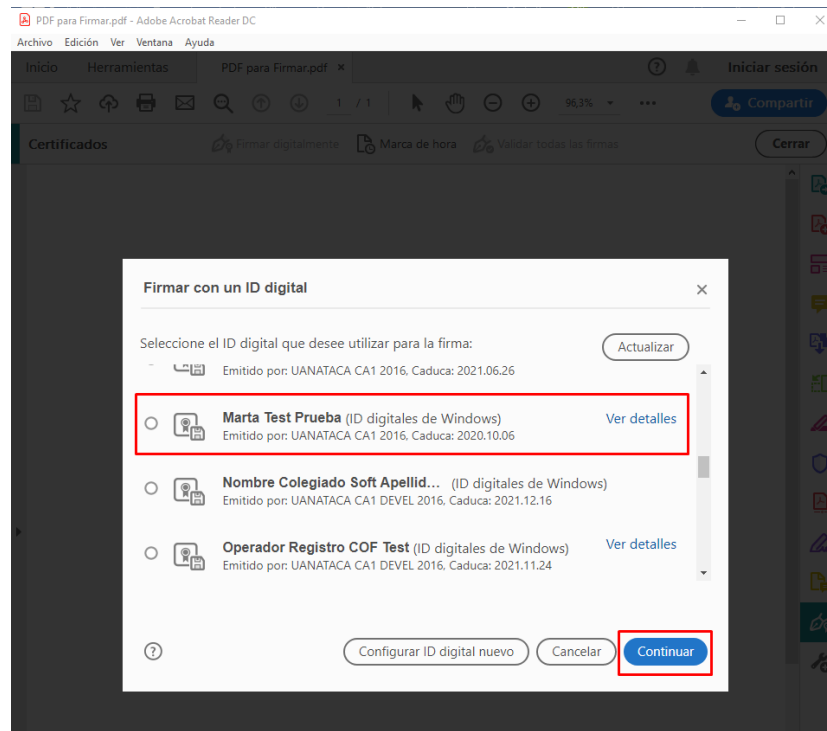 PDF para Firmar.pdf - Adobe Acrobat Reader DC
Archivo Edición Ver Ventana Ayuda
Inicio Herramientas PDF para Firmar.pdf × Iniciar sesión
1 / 1 96,3% Compartir
Certificados Firmar digitalmente Marca de hora Validar todas las firmas Cerrar
Firmar con un ID digital
Seleccione el ID digital que desee utilizar para la firma: Actualizar
Emitido por: UANATACA CA1 2016, Caduca: 2021.06.26
Marta Test Prueba (ID digitales de Windows) Ver detalles
Emitido por: UANATACA CA1 2016, Caduca: 2020.10.06
Nombre Colegiado Soft Apellid... (ID digitales de Windows)
Emitido por: UANATACA CA1 DEVEL 2016, Caduca: 2021.12.16
Operador Registro COF Test (ID digitales de Windows) Ver detalles
Emitido por: UANATACA CA1 DEVEL 2016, Caduca: 2021.11.24
Configurar ID digital nuevo Cancelar Continuar